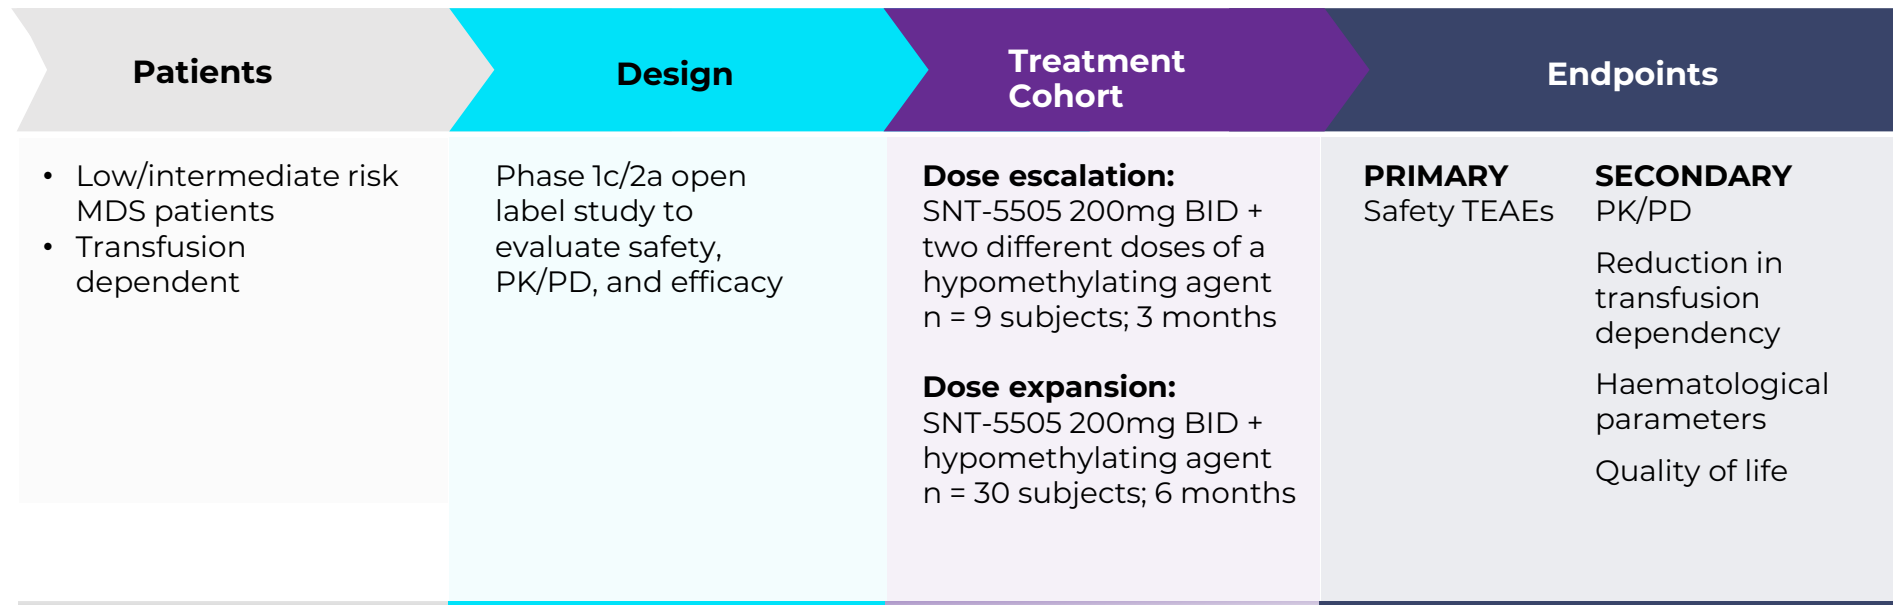 Patients
Design
Treatment
Cohort
Endpoints
• Low/intermediate risk
MDS patients
• Transfusion
dependent
Phase 1c/2a open
label study to
evaluate safety,
PK/PD, and efficacy
Dose escalation:
SNT-5505 200mg BID +
two different doses of a
hypomethylating agent
n = 9 subjects; 3 months
Dose expansion:
SNT-5505 200mg BID +
hypomethylating agent
n = 30 subjects; 6 months
PRIMARY
Safety TEAEs
SECONDARY
PK/PD
Reduction in
transfusion
dependency
Haematological
parameters
Quality of life